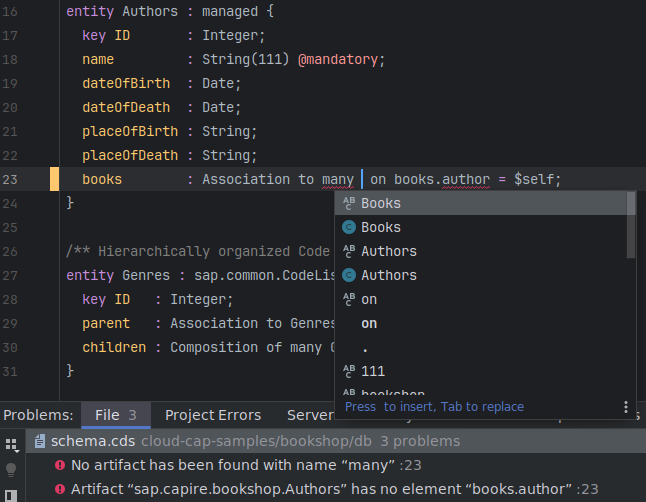 16 entity Authors : managed {
17 key ID : Integer;
18 name : String(111) @mandatory;
19 dateOfBirth : Date;
20 dateOfDeath : Date;
21 placeOfBirth : String;
22 placeOfDeath : String;
23 books : Association to many on books.author = $self;
24 }
25
26 /** Hierarchically organized Code
27 entity Genres : sap.common.CodeLis
28 key ID : Integer;
29 parent : Association to Genres
30 children : Composition of many
31 }
ABC Books
C Books
ABC Authors
C Authors
ABC on
on
.
ABC 111
ABC bookshop
Press to insert, Tab to replace
Problems: File 3 Project Errors Server
schema.cds cloud-cap-samples/bookshop/db 3 problems
No artifact has been found with name “many” :23
Artifact “sap.capire.bookshop.Authors” has no element “books.author” :23